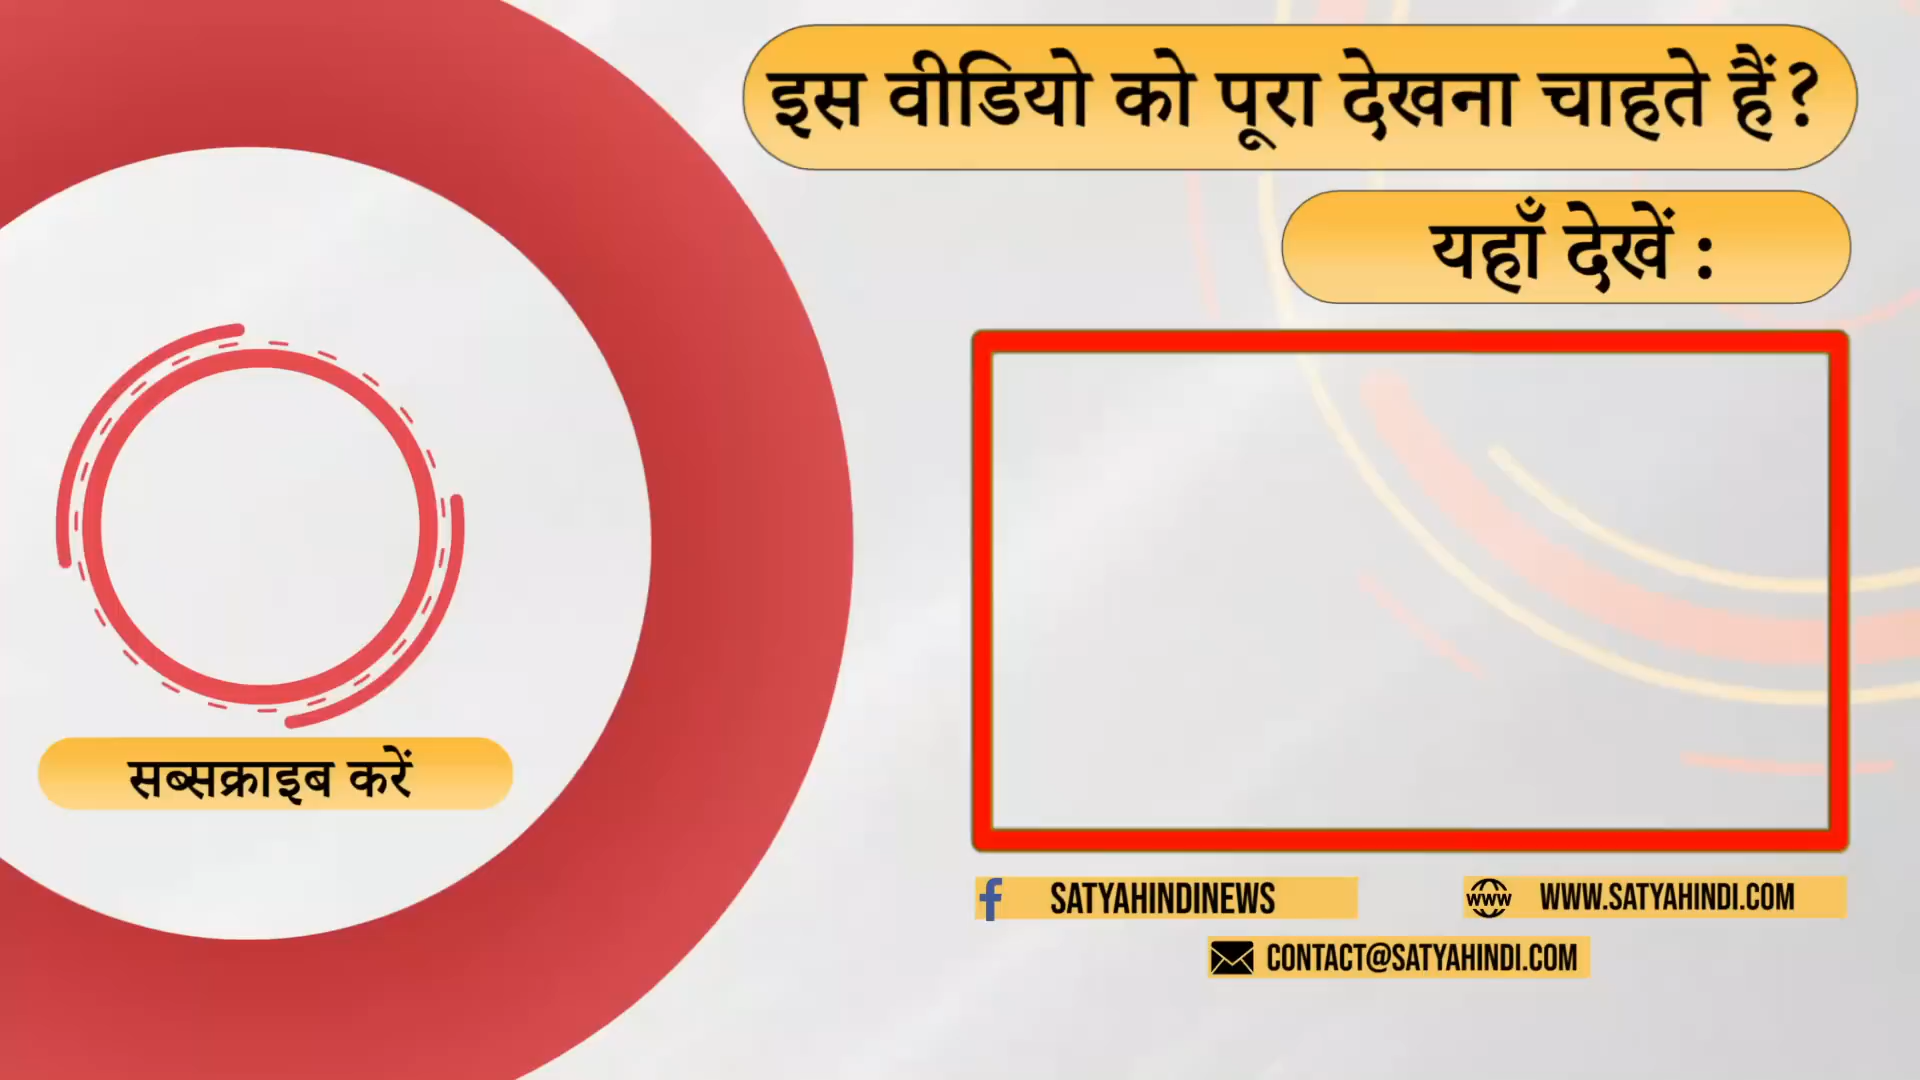 इस वीडियो को पूरा देखना चाहते हैं?
यहाँ देखें :
सब्सक्राइब करें
SATYAHINDINEWS
WWW WWW.SATYAHINDI.COM
CONTACT@SATYAHINDI.COM